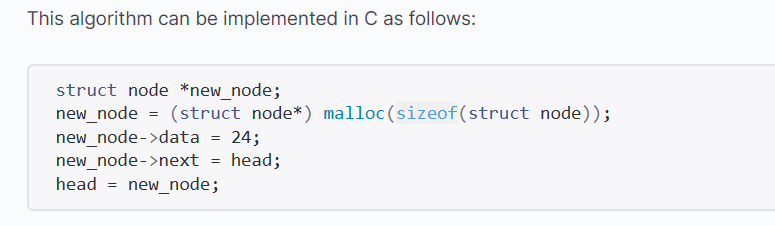 This algorithm can be implemented in C as follows:
struct node *new_node;
new_node = (struct node*) malloc(sizeof(struct node));
new_node->data = 24;
new_node->next = head;
head = new_node;